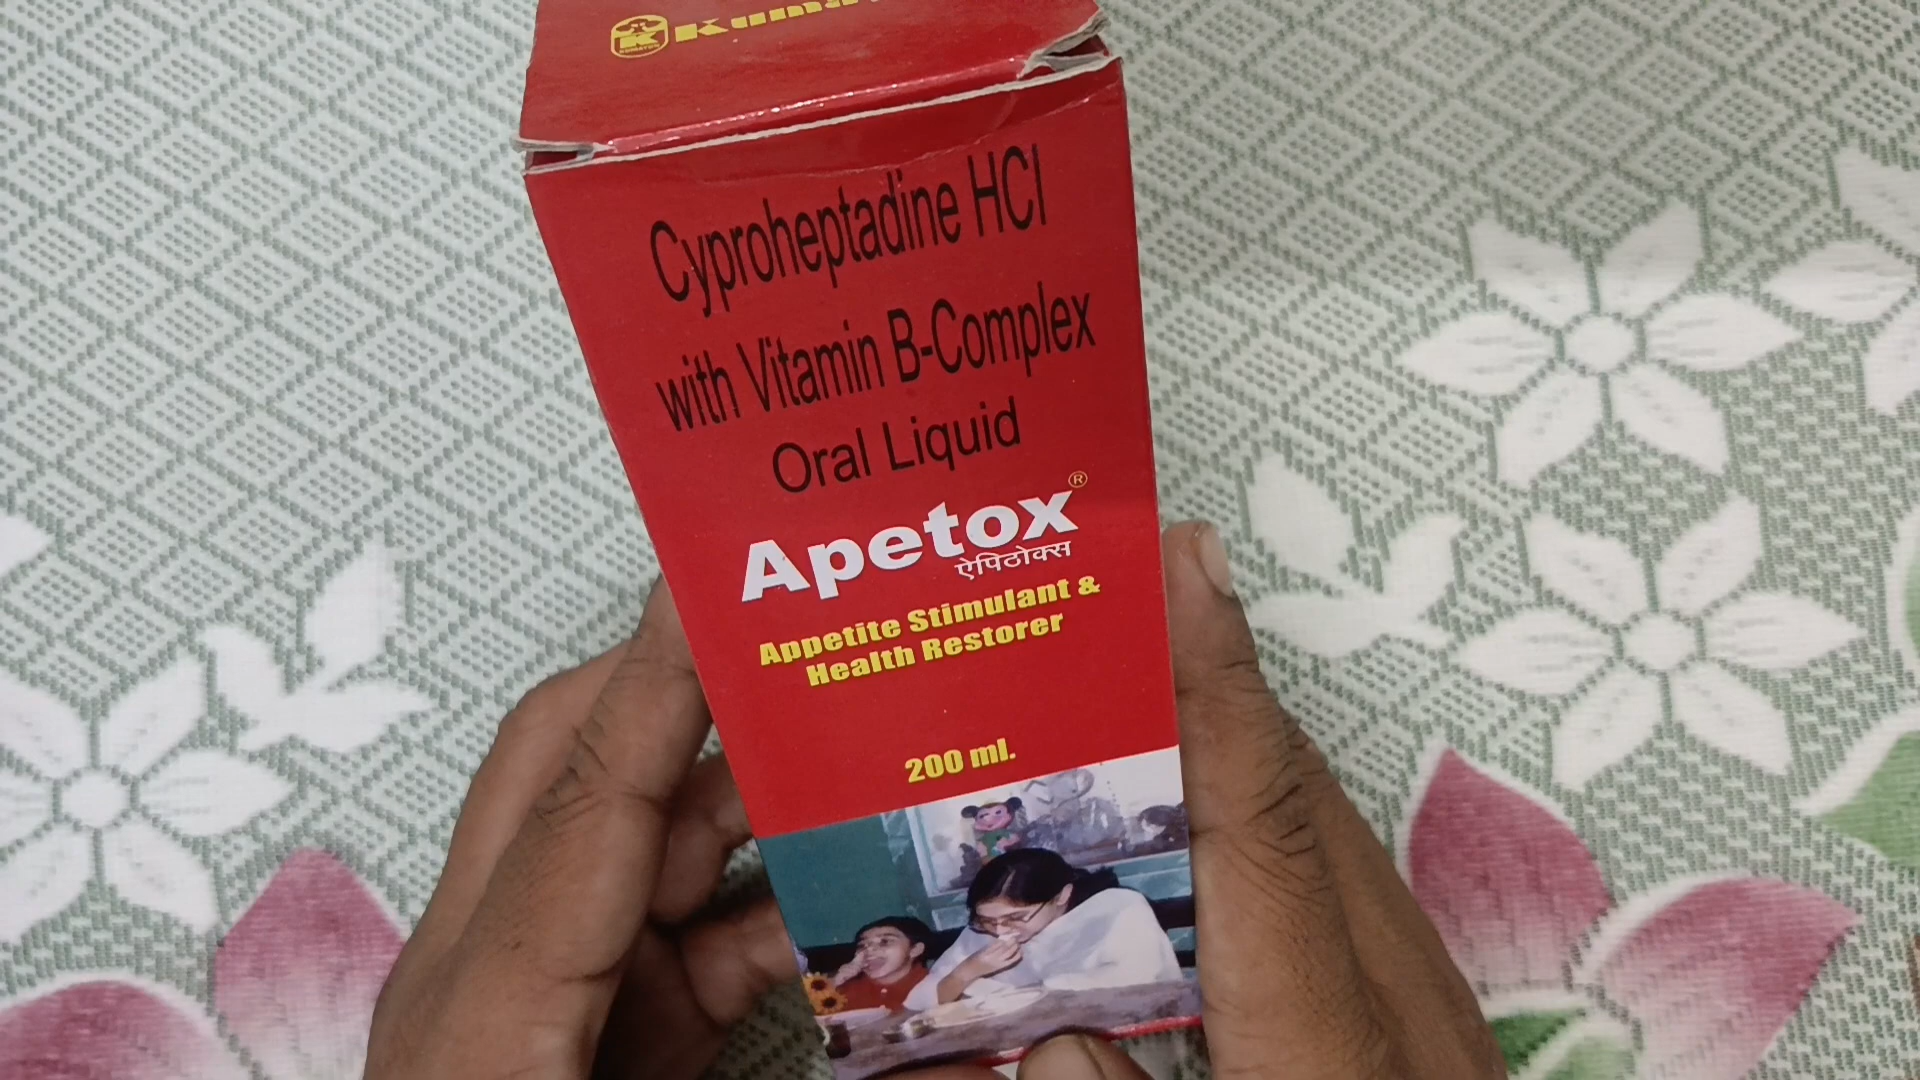 Cyproheptadine HCl
with Vitamin B-Complex
Oral Liquid
Apetox®
ऐपिठोक्स
Appetite Stimulant &
Health Restorer
200 ml.